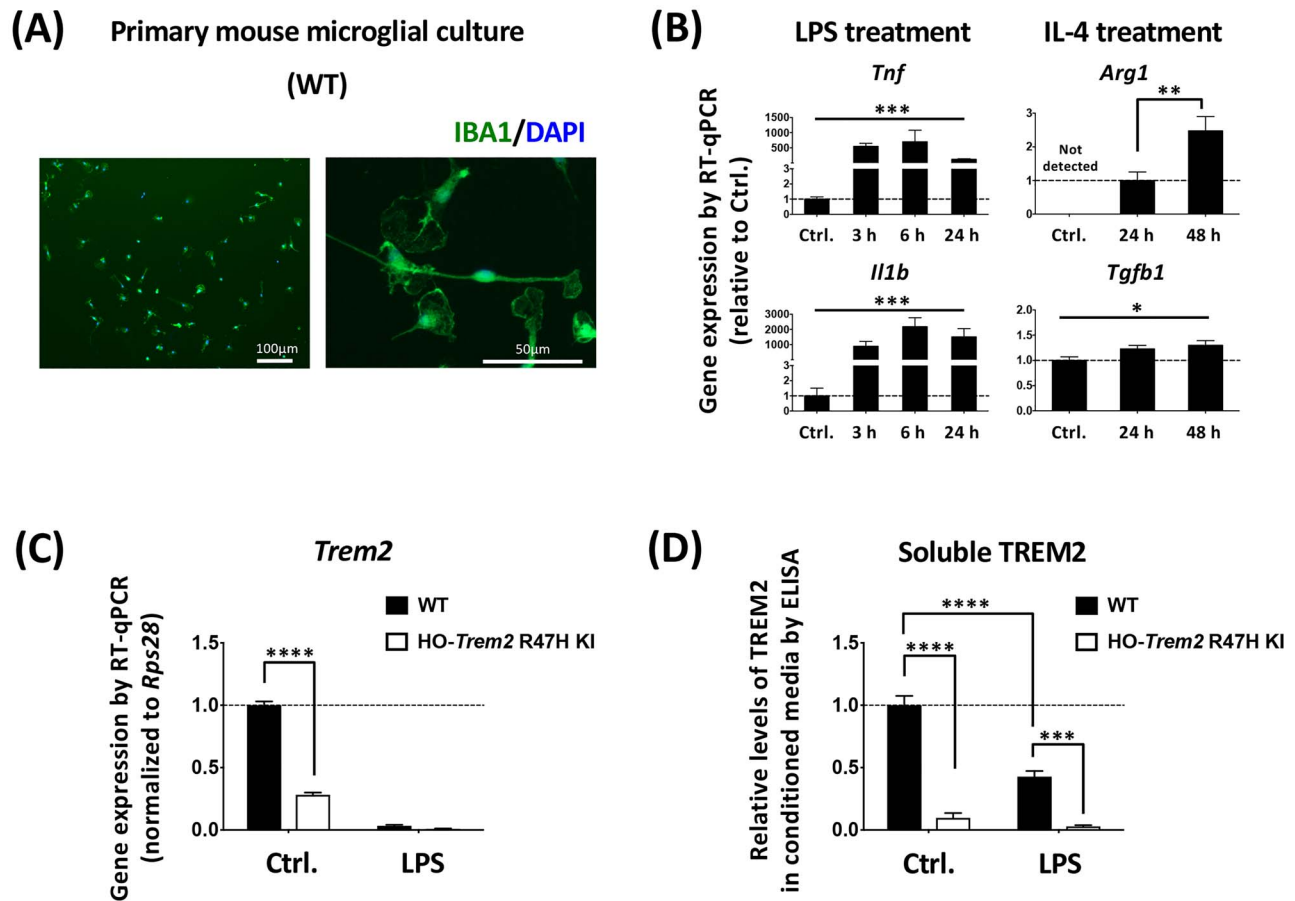 (A)
Primary mouse microglial culture
(WT)
IBA1/DAPI
100μm
50μm
(B)
LPS treatment
IL-4 treatment
Gene expression by RT-qPCR
(relative to Ctrl.)
Tnf
***
1500
1000
500
3
2
1
0
Ctrl.
3 h
6 h
24 h
Arg1
**
3
2
1
0
Not
detected
Ctrl.
24 h
48 h
Il1b
***
3000
2000
1000
3
2
1
0
Ctrl.
3 h
6 h
24 h
Tgfb1
*
2.0
1.5
1.0
0.5
0.0
Ctrl.
24 h
48 h
(C)
Trem2
Gene expression by RT-qPCR
(normalized to Rps28)
WT
HO-Trem2 R47H KI
1.5
1.0
0.5
0.0
****
Ctrl.
LPS
(D)
Soluble TREM2
Relative levels of TREM2
in conditioned media by ELISA
WT
HO-Trem2 R47H KI
1.5
1.0
0.5
0.0
****
****
***
Ctrl.
LPS